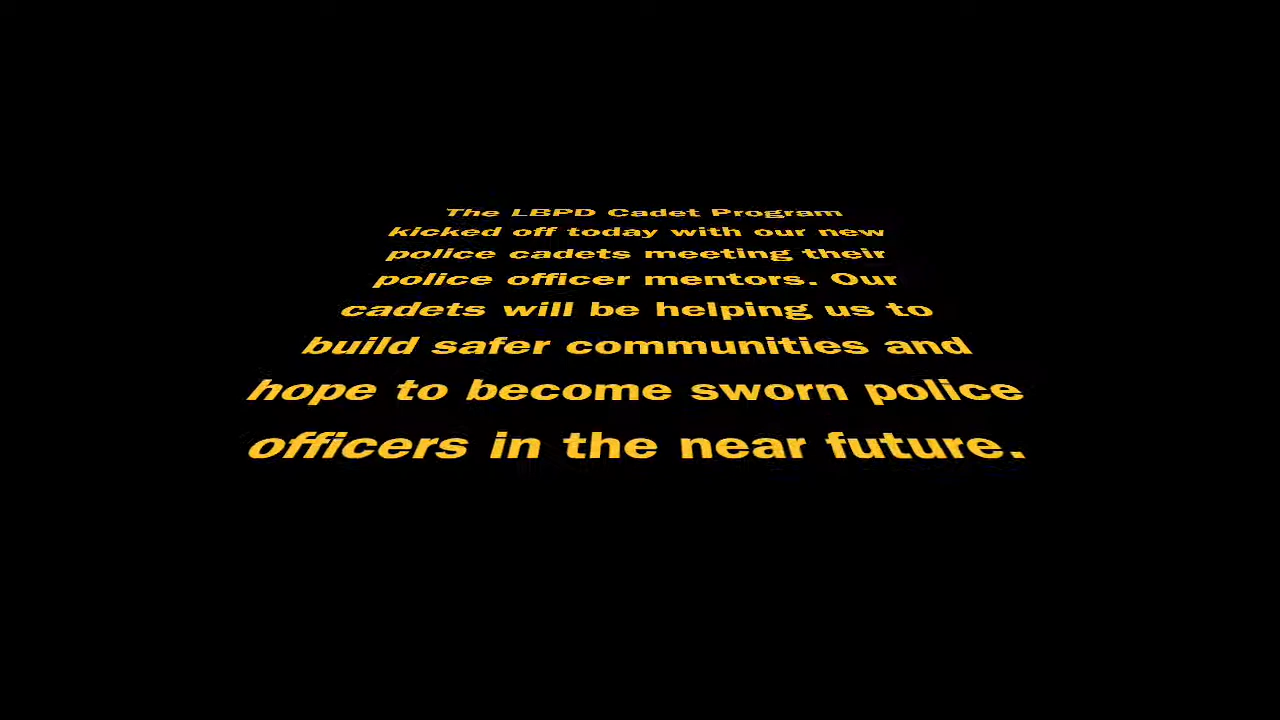 The LBPD Cadet Program
kicked off today with our new
police cadets meeting their
police officer mentors. Our
cadets will be helping us to
build safer communities and
hope to become sworn police
officers in the near future.